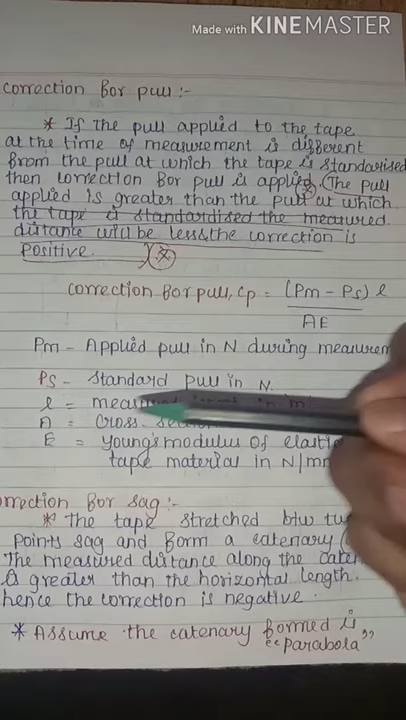 Made with KINEMASTER
correction for pull :-
* If the pull applied to the tape
at the time of measurement is different
from the pull at which the tape is standarised
then correction for pull is applied. (The pull
applied is greater than the pull at which
the tape is standardised the measured
distance will be less & the correction is
positive.
correction for pull, Cp = (Pm - Ps) l
AE
Pm - Applied pull in N during measurem
Ps - Standard pull in N.
l = in m
A = cross
E = Young's modulus of elasti
tape material in N/mm
rrection for sag :-
* The tape stretched btw tw
points sag and form a catenary (
The measured distance along the cate
is greater than the horizontal length.
hence the correction is negative.
* Assume the catenary formed is
"Parabola"